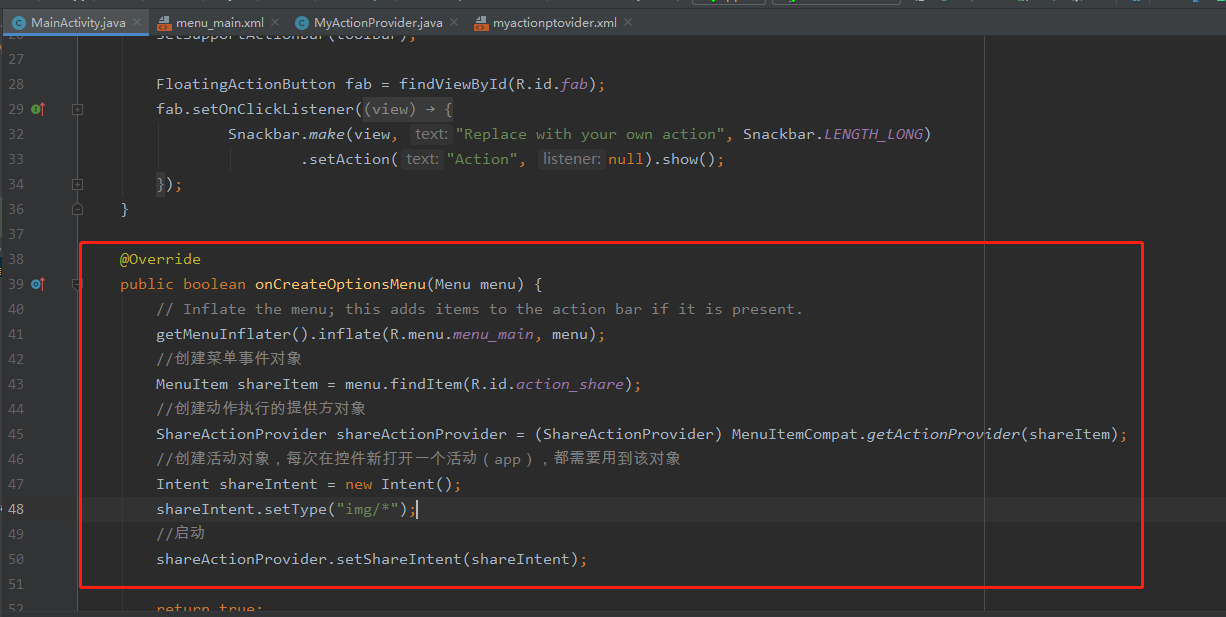 MainActivity.java menu_main.xml MyActionProvider.java myactionptovider.xml
26 setSupportActionBar(toolbar);
27
28 FloatingActionButton fab = findViewById(R.id.fab);
29 fab.setOnClickListener((view) → {
32 Snackbar.make(view, text: "Replace with your own action", Snackbar.LENGTH_LONG)
33 .setAction( text: "Action", listener: null).show();
34 });
36 }
37
38 @Override
39 public boolean onCreateOptionsMenu(Menu menu) {
40 // Inflate the menu; this adds items to the action bar if it is present.
41 getMenuInflater().inflate(R.menu.menu_main, menu);
42 //创建菜单事件对象
43 MenuItem shareItem = menu.findItem(R.id.action_share);
44 //创建动作执行的提供方对象
45 ShareActionProvider shareActionProvider = (ShareActionProvider) MenuItemCompat.getActionProvider(shareItem);
46 //创建活动对象，每次在控件新打开一个活动（app），都需要用到该对象
47 Intent shareIntent = new Intent();
48 shareIntent.setType("img/*");
49 //启动
50 shareActionProvider.setShareIntent(shareIntent);
51
52 return true;